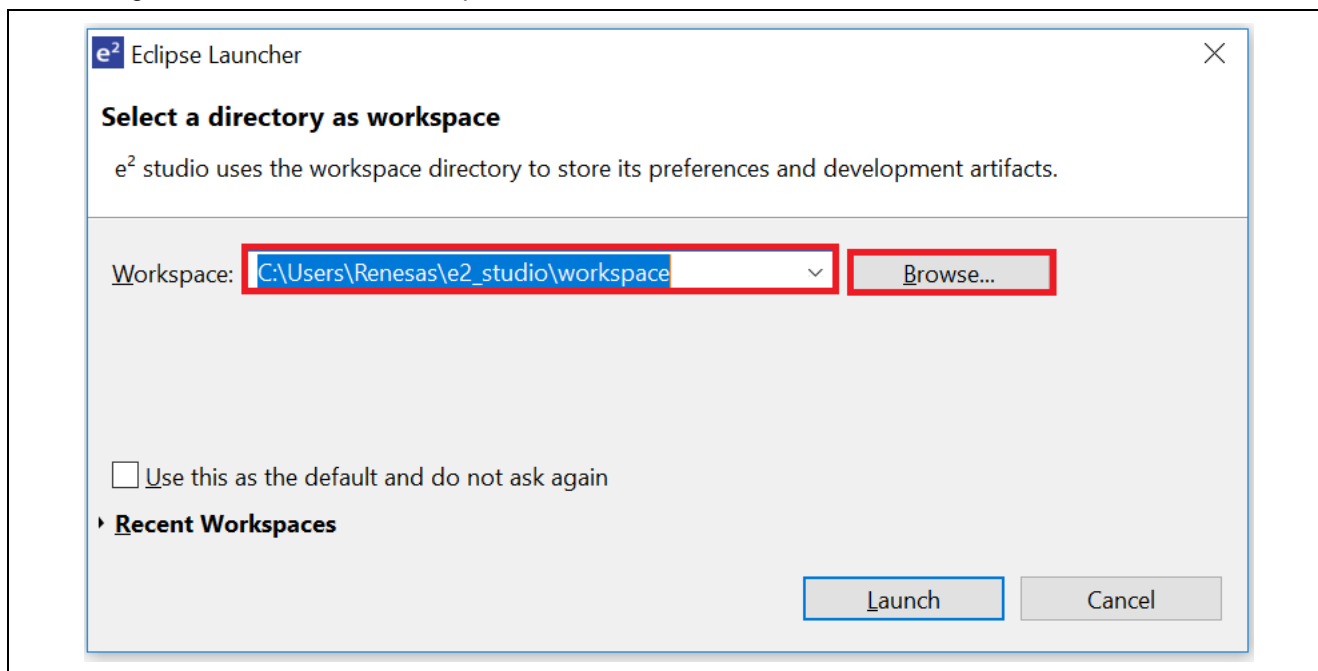 e² Eclipse Launcher
Select a directory as workspace
e² studio uses the workspace directory to store its preferences and development artifacts.
Workspace: C:\Users\Renesas\e2_studio\workspace Browse...
Use this as the default and do not ask again
Recent Workspaces
Launch Cancel